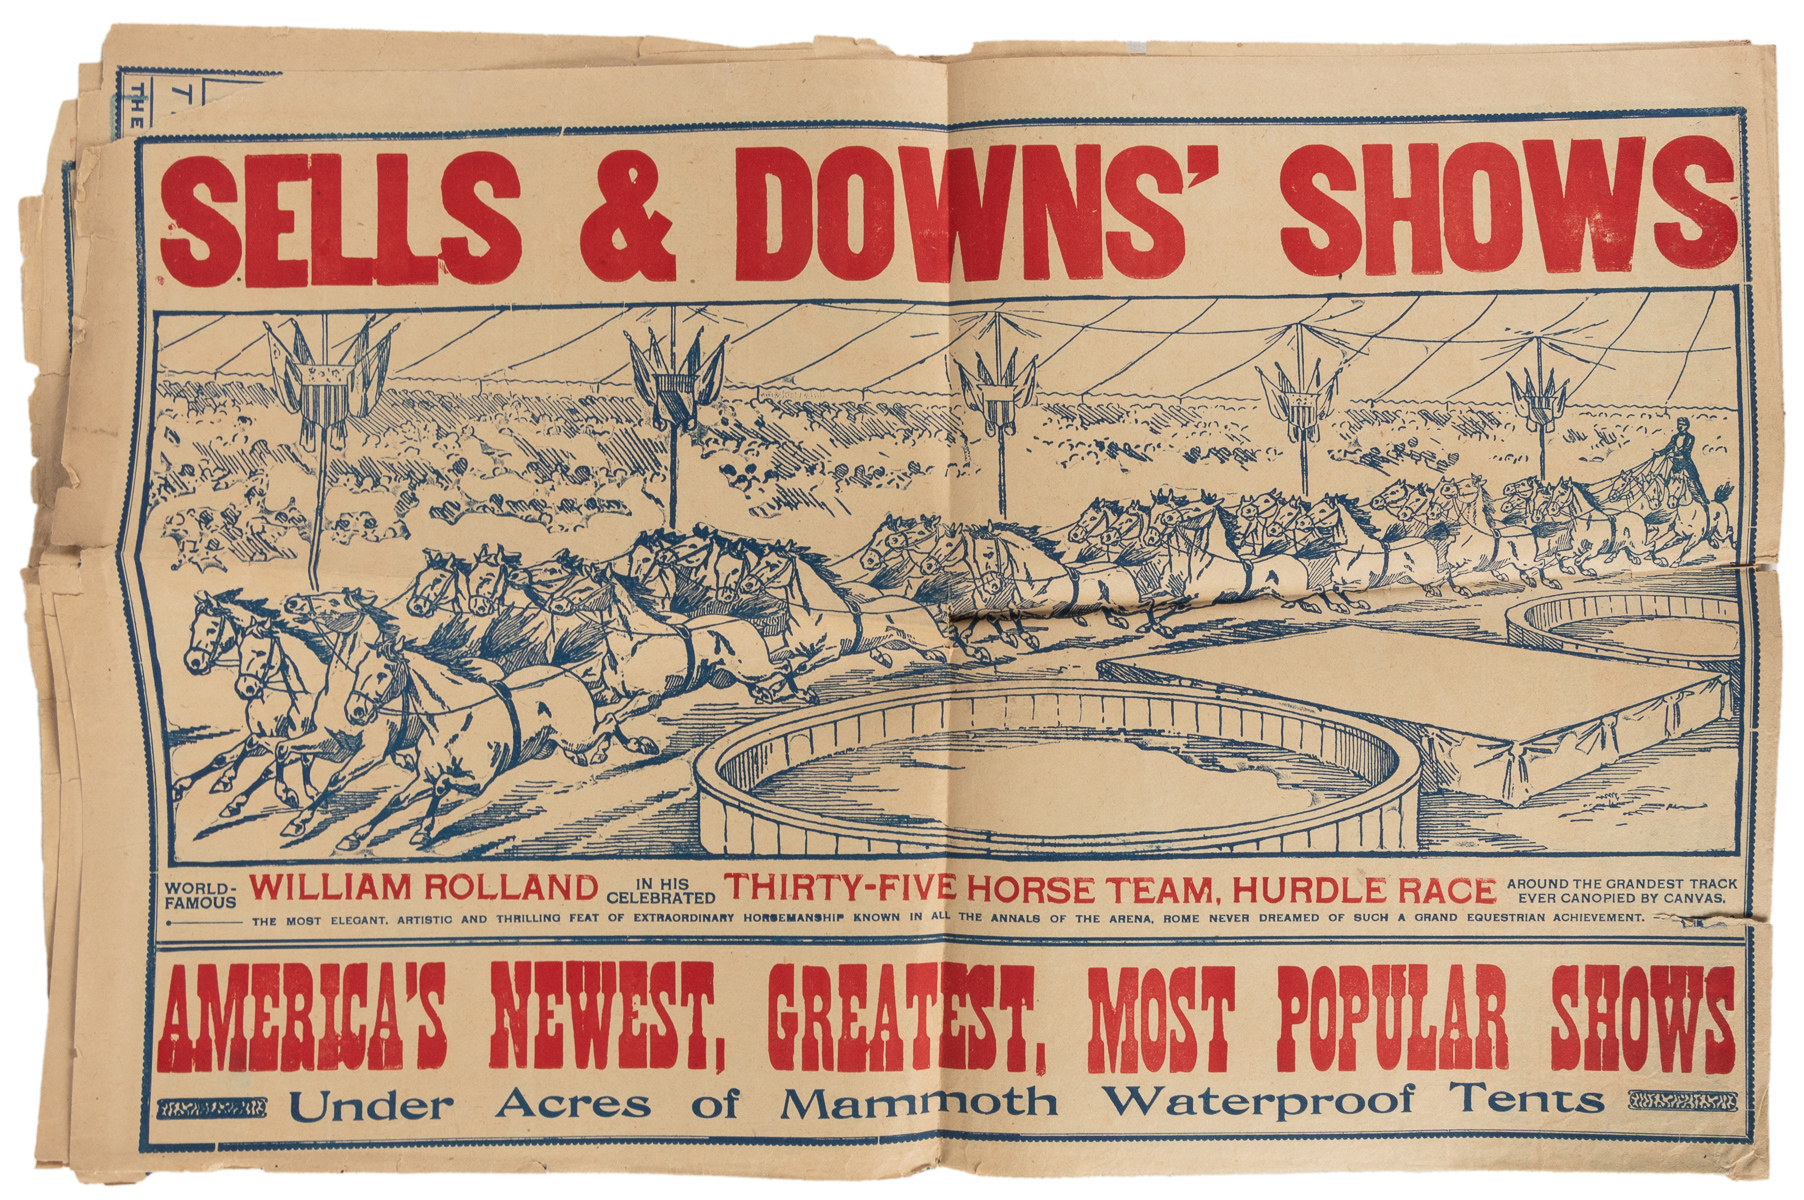 THE
T
SELLS & DOWNS' SHOWS
WORLD-FAMOUS WILLIAM ROLLAND IN HIS CELEBRATED THIRTY-FIVE HORSE TEAM, HURDLE RACE AROUND THE GRANDEST TRACK EVER CANOPIED BY CANVAS.
THE MOST ELEGANT, ARTISTIC AND THRILLING FEAT OF EXTRAORDINARY HORSEMANSHIP KNOWN IN ALL THE ANNALS OF THE ARENA, ROME NEVER DREAMED OF SUCH A GRAND EQUESTRIAN ACHIEVEMENT.
AMERICA'S NEWEST, GREATEST, MOST POPULAR SHOWS
Under Acres of Mammoth Waterproof Tents